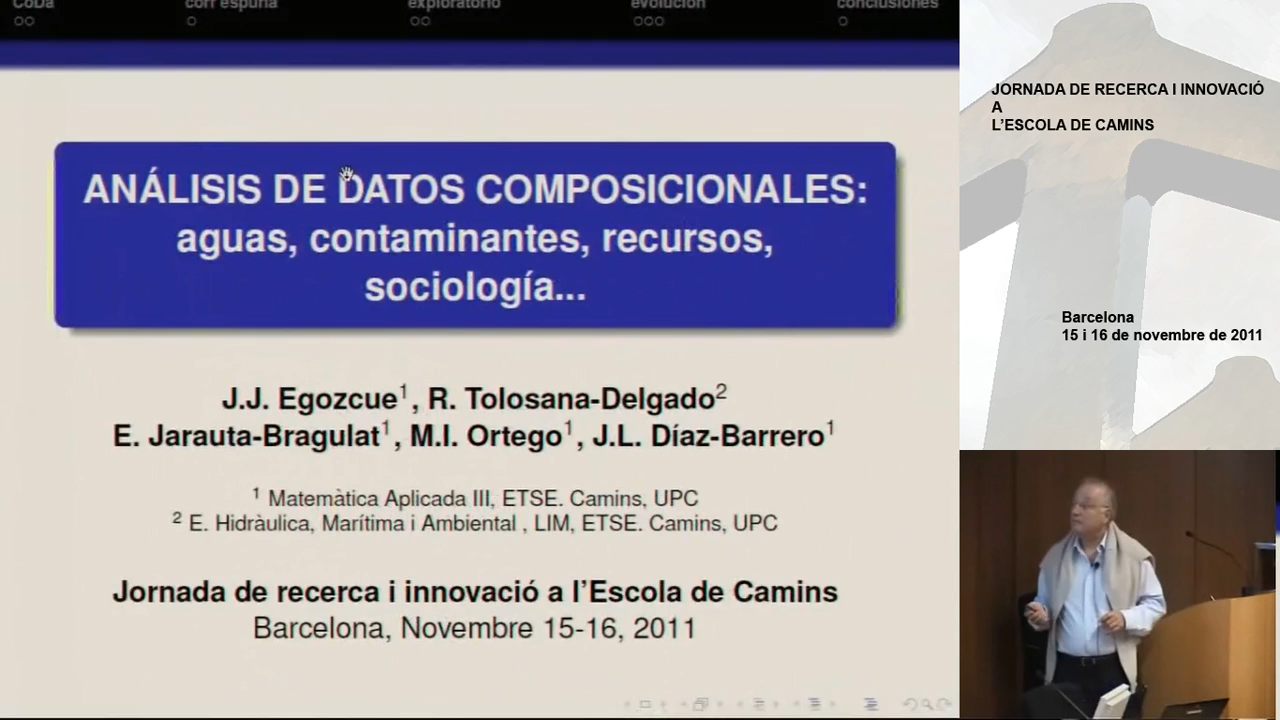 CoDa corr espuria exploratorio evolución conclusiones
ANÁLISIS DE DATOS COMPOSICIONALES:
aguas, contaminantes, recursos,
sociología...
J.J. Egozcue1, R. Tolosana-Delgado2
E. Jarauta-Bragulat1, M.I. Ortego1, J.L. Díaz-Barrero1
1 Matemàtica Aplicada III, ETSE. Camins, UPC
2 E. Hidràulica, Marítima i Ambiental , LIM, ETSE. Camins, UPC
Jornada de recerca i innovació a l'Escola de Camins
Barcelona, Novembre 15-16, 2011
JORNADA DE RECERCA I INNOVACIÓ
A
L'ESCOLA DE CAMINS
Barcelona
15 i 16 de novembre de 2011